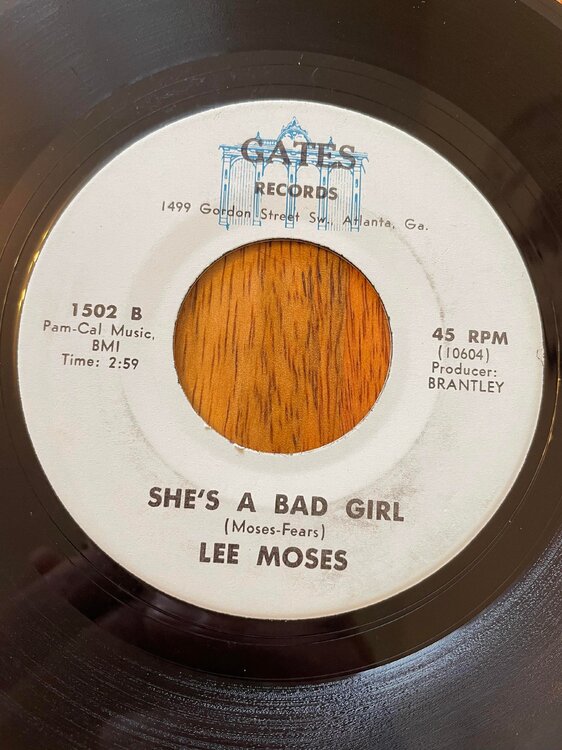 GATES
RECORDS
1499 Gordon Street Sw., Atlanta, Ga.
1502 B
Pam-Cal Music,
BMI
Time: 2:59
45 RPM
(10604)
Producer:
BRANTLEY
SHE'S A BAD GIRL
(Moses-Fears)
LEE MOSES